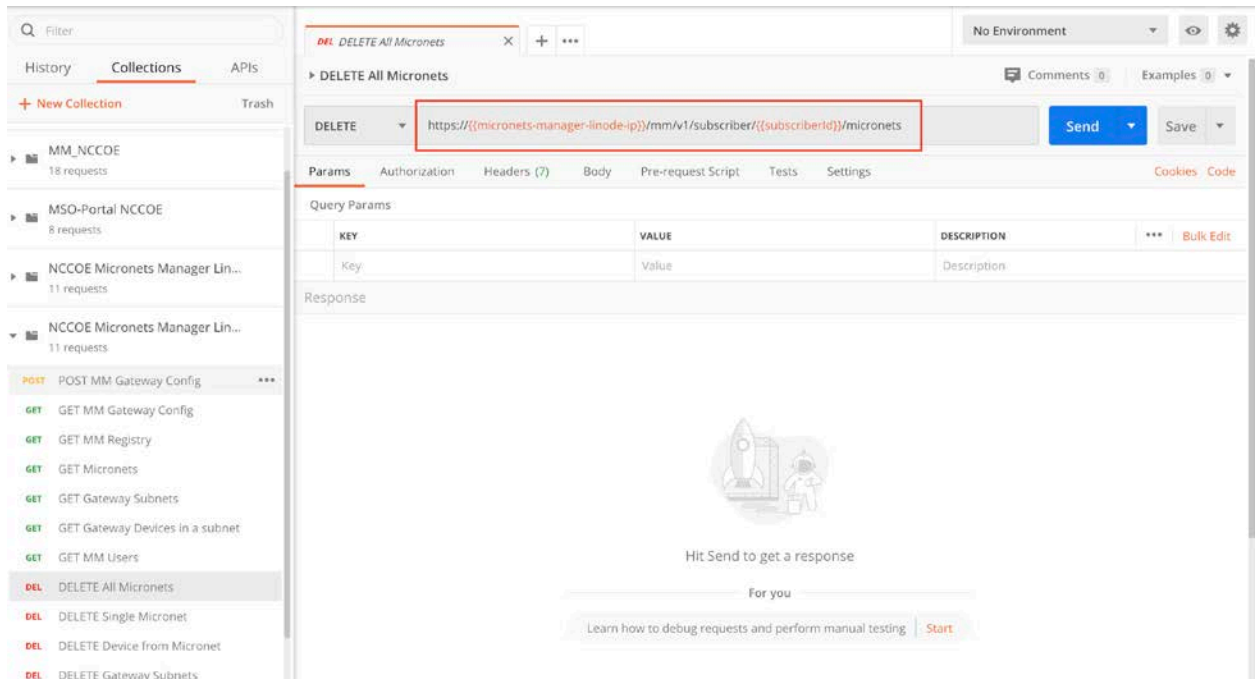 Filter
History Collections APIs
+ New Collection Trash
MM_NCCOE
18 requests
MSO-Portal NCCOE
8 requests
NCCOE Micronets Manager Lin...
11 requests
NCCOE Micronets Manager Lin...
11 requests
POST POST MM Gateway Config •••
GET GET MM Gateway Config
GET GET MM Registry
GET GET Micronets
GET GET Gateway Subnets
GET GET Gateway Devices in a subnet
GET GET MM Users
DEL DELETE All Micronets
DEL DELETE Single Micronet
DEL DELETE Device from Micronet
DEL DELETE Gateway Subnets
DEL DELETE All Micronets × + •••
No Environment
DELETE All Micronets
Comments 0 Examples 0
DELETE https://{{micronets-manager-linode-ip}}/mm/v1/subscriber/{{subscriberId}}/micronets Send Save
Params Authorization Headers (7) Body Pre-request Script Tests Settings Cookies Code
Query Params
KEY VALUE DESCRIPTION ••• Bulk Edit
Key Value Description
Response
Hit Send to get a response
For you
Learn how to debug requests and perform manual testing Start